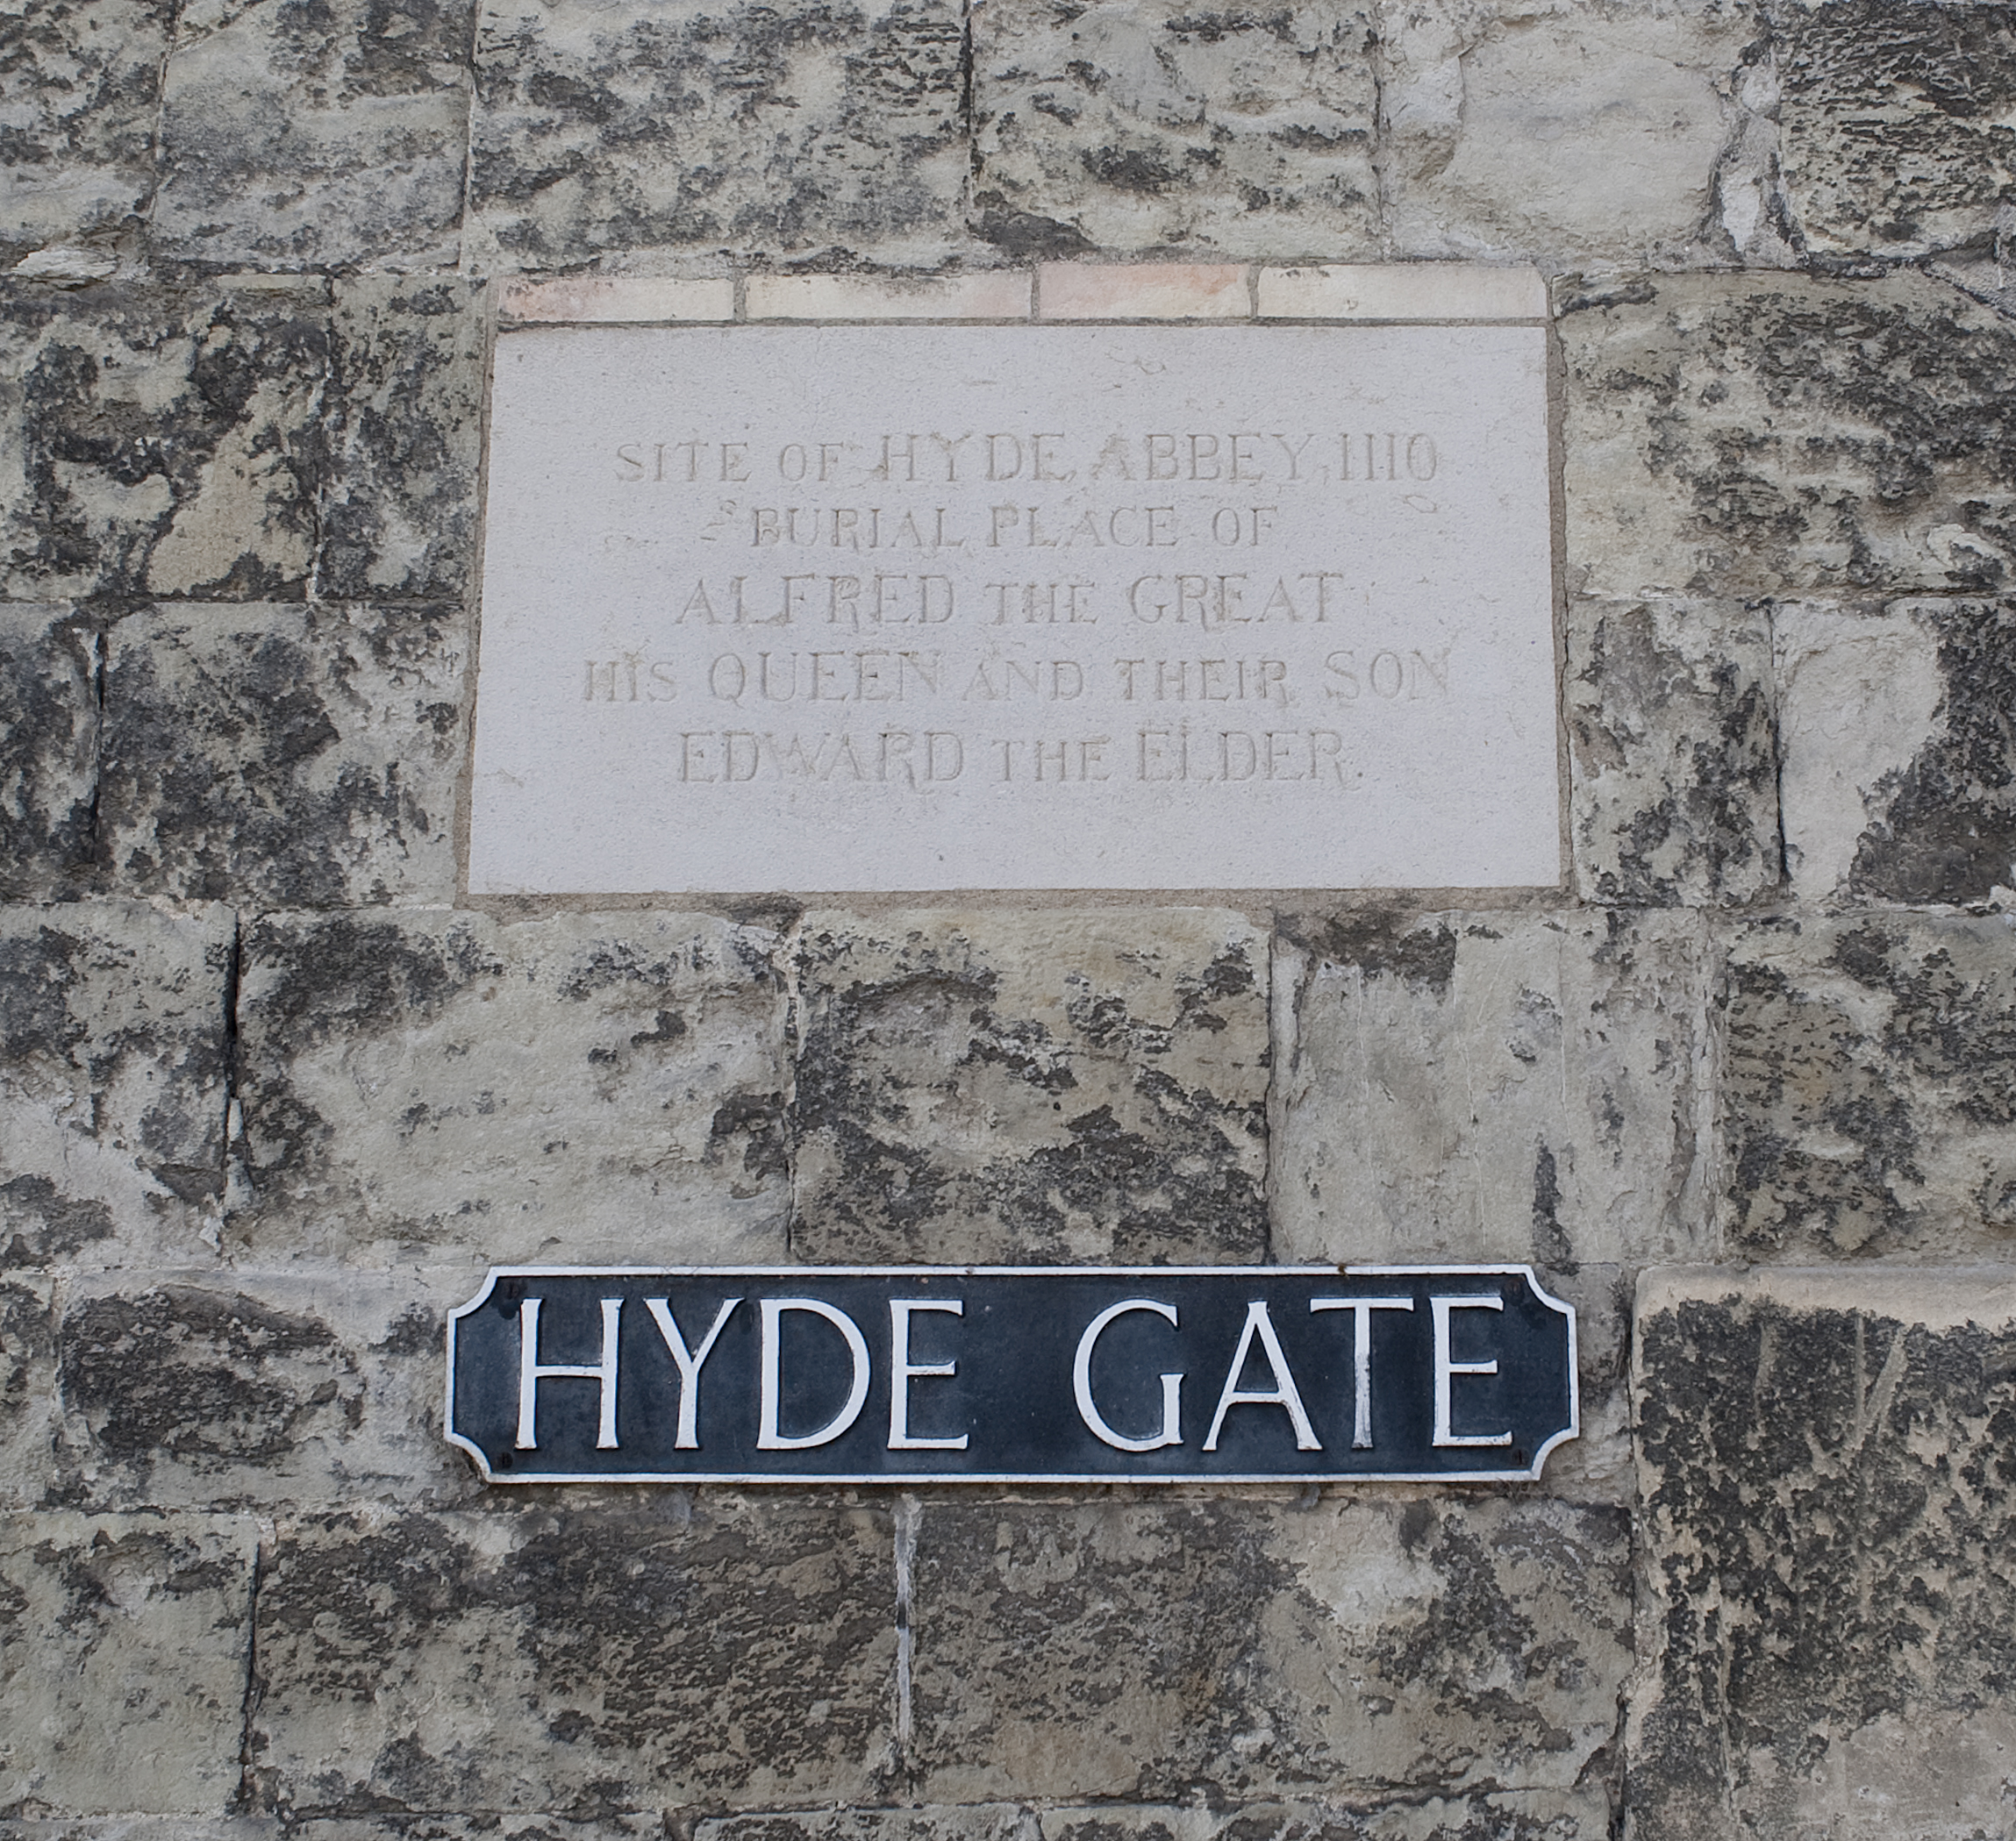 SITE OF HYDE ABBEY 1110
BURIAL PLACE OF
ALFRED THE GREAT
HIS QUEEN AND THEIR SON
EDWARD THE ELDER.
HYDE GATE